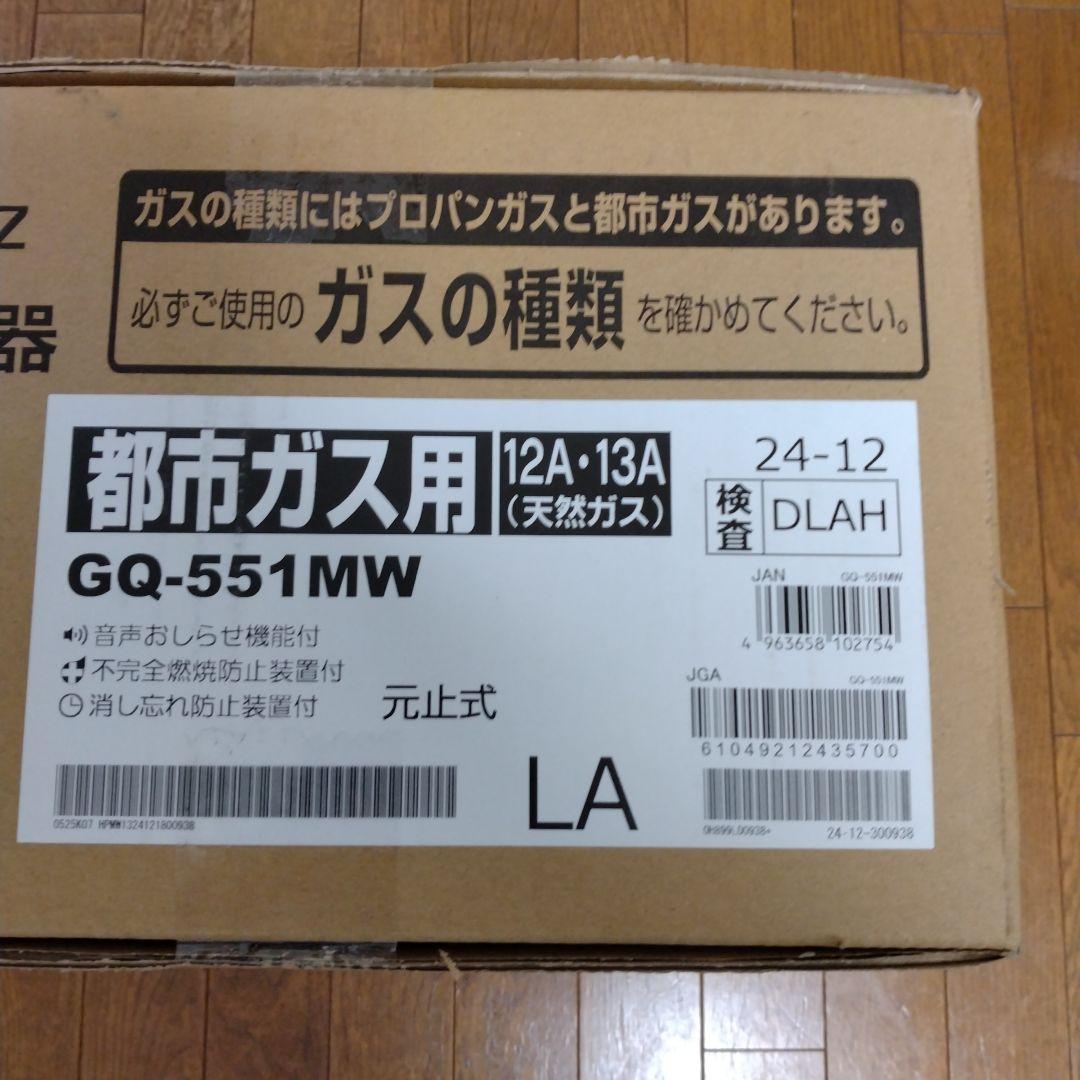 ガスの種類にはプロパンガスと都市ガスがあります。
Z
必ずご使用の ガスの種類 を確かめてください。
器
都市ガス用 12A・13A
(天然ガス)
24-12
検査 DLAH
GQ-551MW
JAN GQ-551MW
4 963658 102754
音声おしらせ機能付
不完全燃焼防止装置付
消し忘れ防止装置付
元止式
JGA GQ-551MW
61049212435700
LA
0525K07 HPMW1324121800938
0H899L00938+ 24-12-300938